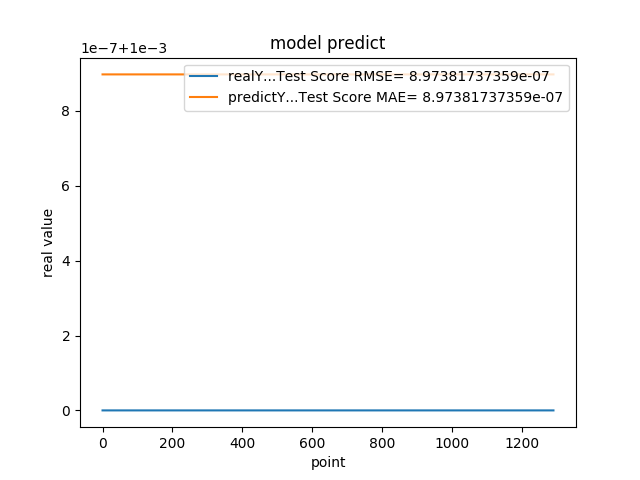 model predict
1e−7+1e−3
realY...Test Score RMSE= 8.97381737359e-07
predictY...Test Score MAE= 8.97381737359e-07
8
6
4
2
0
real value
0 200 400 600 800 1000 1200
point